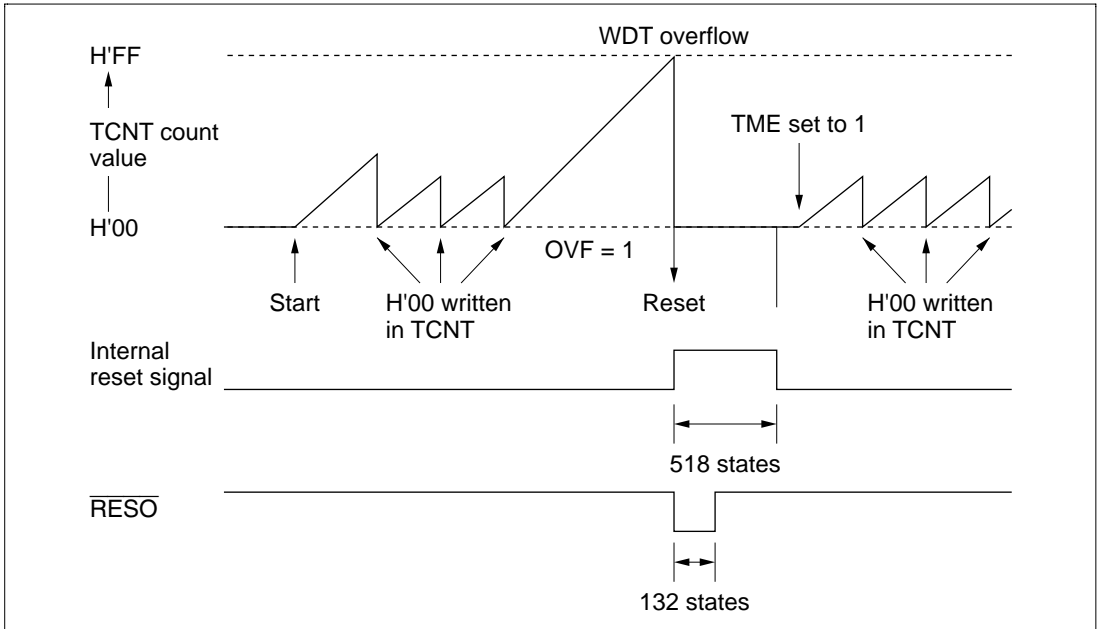 WDT overflow
H'FF
TCNT count
value
TME set to 1
H'00
OVF = 1
Start
H'00 written
in TCNT
Reset
H'00 written
in TCNT
Internal
reset signal
518 states
RESO
132 states